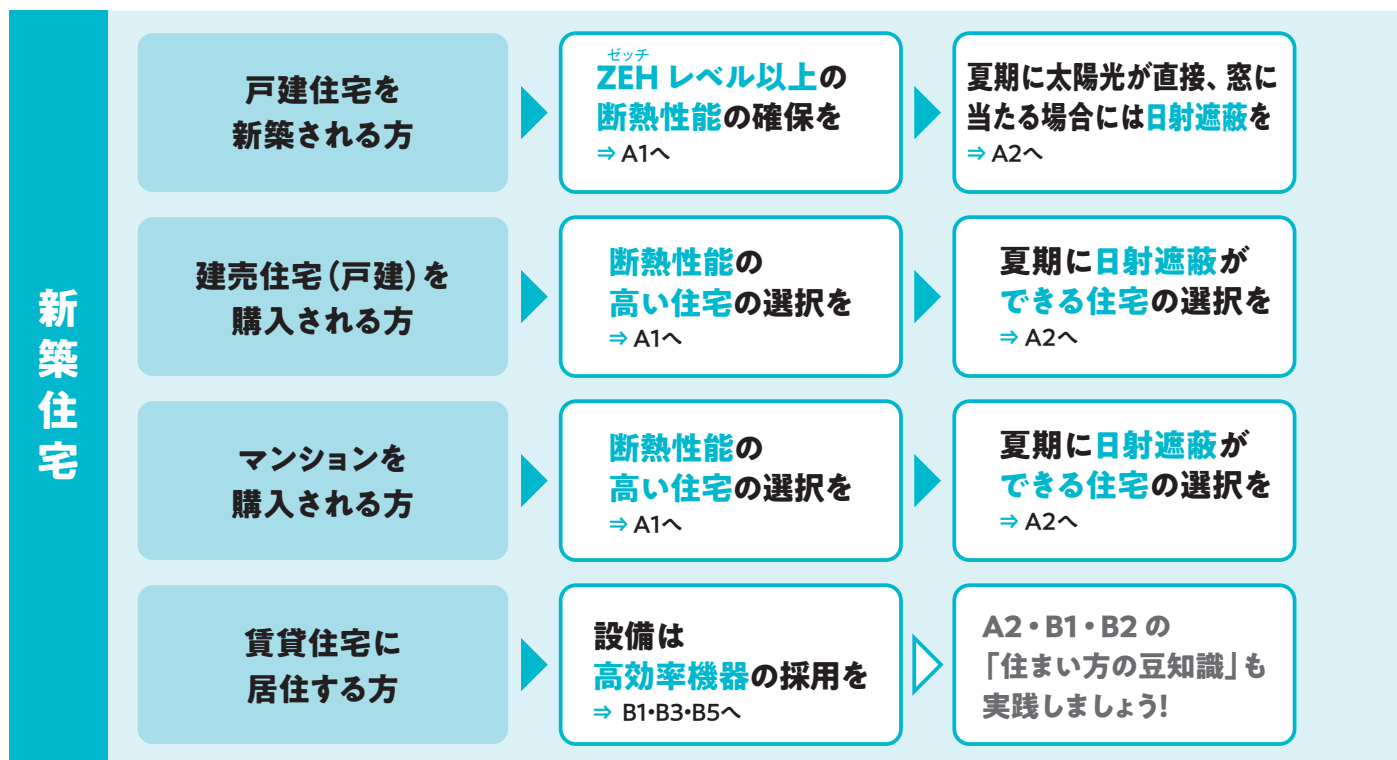 新築住宅
戸建住宅を
新築される方
ゼッチ
ZEH レベル以上の
断熱性能の確保を
⇒ A1へ
夏期に太陽光が直接、窓に
当たる場合には日射遮蔽を
⇒ A2へ
建売住宅（戸建）を
購入される方
断熱性能の
高い住宅の選択を
⇒ A1へ
夏期に日射遮蔽が
できる住宅の選択を
⇒ A2へ
マンションを
購入される方
断熱性能の
高い住宅の選択を
⇒ A1へ
夏期に日射遮蔽が
できる住宅の選択を
⇒ A2へ
賃貸住宅に
居住する方
設備は
高効率機器の採用を
⇒ B1・B3・B5へ
A2・B1・B2 の
「住まい方の豆知識」も
実践しましょう!